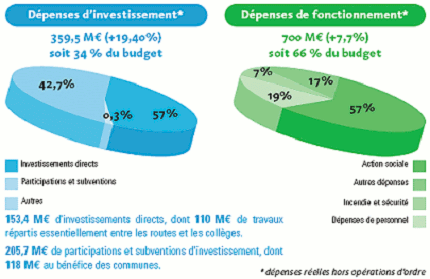 Dépenses d'investissement*
359,5 M€ (+19,40%)
soit 34 % du budget
42,7%
0,3%
57%
Investissements directs
Participations et subventions
Autres
153,4 M€ d'investissements directs, dont 110 M€ de travaux
répartis essentiellement entre les routes et les collèges.
205,7 M€ de participations et subventions d'investissement, dont
118 M€ au bénéfice des communes.
Dépenses de fonctionnement*
700 M€ (+7,7%)
soit 66 % du budget
7%
17%
19%
57%
Action sociale
Autres dépenses
Incendie et sécurité
Dépenses de personnel
* dépenses réelles hors opérations d'ordre